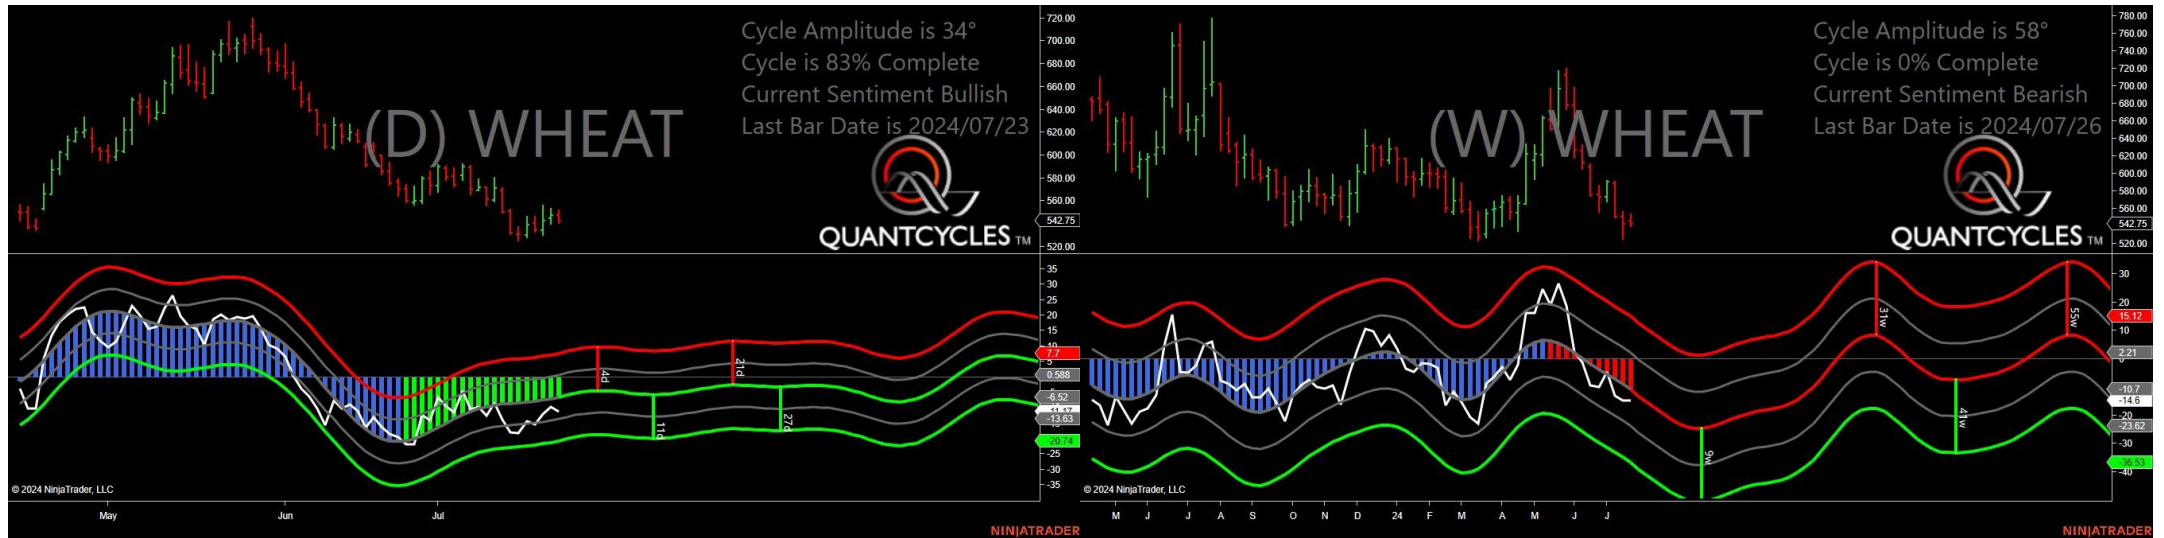 Cycle Amplitude is 34°
Cycle is 83% Complete
Current Sentiment Bullish
Last Bar Date is 2024/07/23
(D) WHEAT
QUANTCYCLES TM
720.00
700.00
680.00
660.00
640.00
620.00
600.00
580.00
560.00
542.75
520.00
35
30
25
20
15
7.7
0.588
-6.52
-13.63
-20.74
-25
-30
-35
4d
11d
21d
27d
© 2024 NinjaTrader, LLC
May Jun Jul
NINJATRADER
Cycle Amplitude is 58°
Cycle is 0% Complete
Current Sentiment Bearish
Last Bar Date is 2024/07/26
(W) WHEAT
QUANTCYCLES TM
780.00
760.00
740.00
720.00
700.00
680.00
660.00
640.00
620.00
600.00
580.00
560.00
542.75
520.00
30
20
15.12
10
2.21
-10.7
-14.6
-20
-23.62
-30
-36.53
-40
9w
31w
41w
55w
© 2024 NinjaTrader, LLC
M J J A S O N D 24 F M A M J J
NINJATRADER